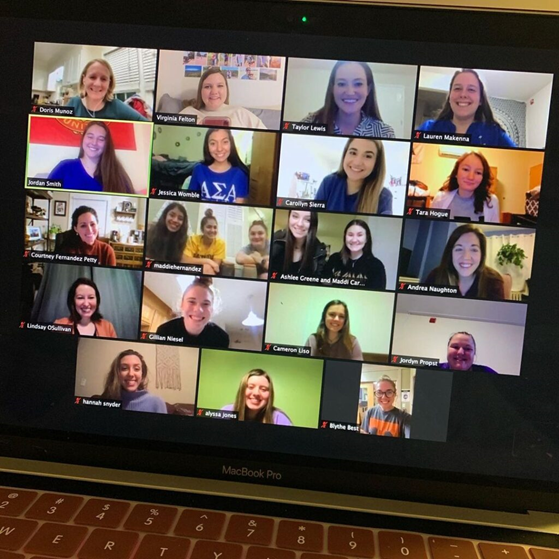 Doris Munoz
Virginia Felton
Taylor Lewis
Lauren Makenna
Jordan Smith
Jessica Womble
ΑΣΑ
Carollyn Sierra
Tara Hogue
Courtney Fernandez Petty
maddiehernandez
Ashlee Greene and Maddi Car...
Andrea Naughton
Lindsay OSullivan
Gillian Niesel
Cameron Liso
Jordyn Propst
hannah snyder
alyssa jones
Blythe Best
MacBook Pro
@ 2
# 3
$ 4
% 5
^ 6
& 7
* 8
( 9
) 0
W
E
R
T
Y
U
I
O
P